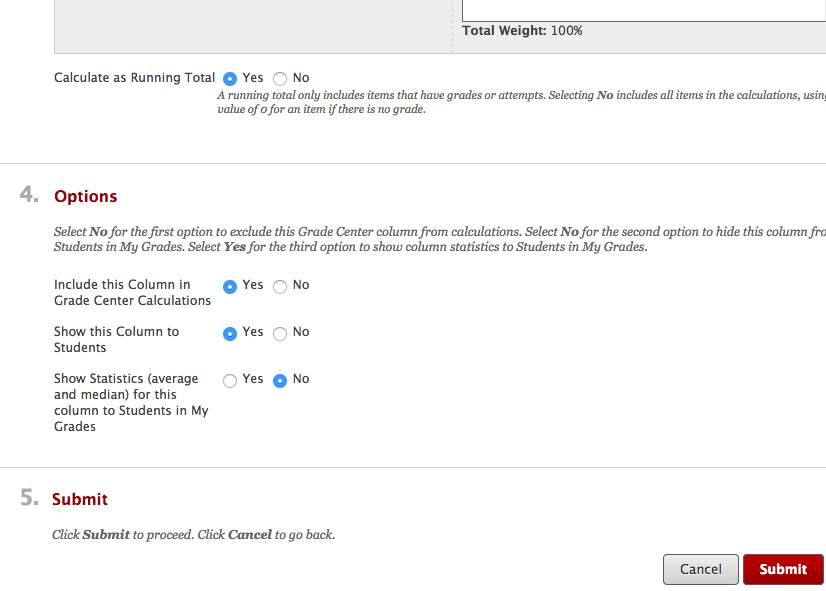 Total Weight: 100%
Calculate as Running Total Yes No
A running total only includes items that have grades or attempts. Selecting No includes all items in the calculations,
value of 0 for an item if there is no grade.
4. Options
Select No for the first option to exclude this Grade Center column from calculations. Select No for the second option to hide this column
Students in My Grades. Select Yes for the third option to show column statistics to Students in My Grades.
Include this Column in Yes No
Grade Center Calculations
Show this Column to Yes No
Students
Show Statistics (average Yes No
and median) for this
column to Students in My
Grades
5. Submit
Click Submit to proceed. Click Cancel to go back.
Cancel Submit